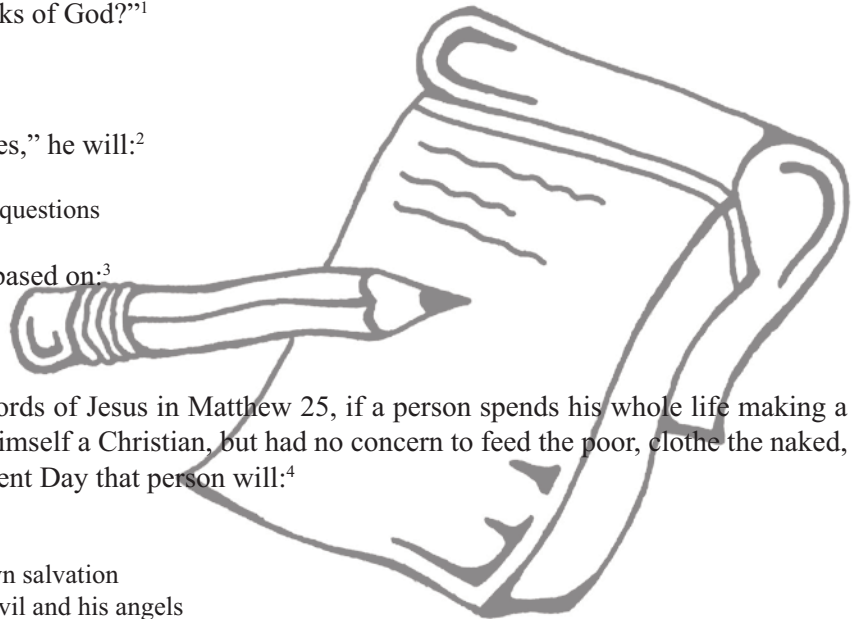 ks of God?”1
es,” he will:2
questions
based on:3
ords of Jesus in Matthew 25, if a person spends his whole life making a
imself a Christian, but had no concern to feed the poor, clothe the naked,
ent Day that person will:4
n salvation
vil and his angels